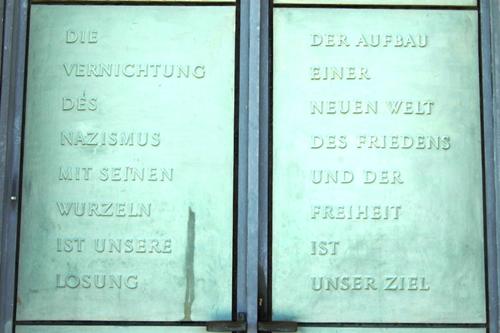 DIE
VERNICHTUNG
DES
NAZISMUS
MIT SEINEN
WURZELN
IST UNSERE
LOSUNG
DER AUFBAU
EINER
NEUEN WELT
DES FRIEDENS
UND DER
FREIHEIT
IST
UNSER ZIEL